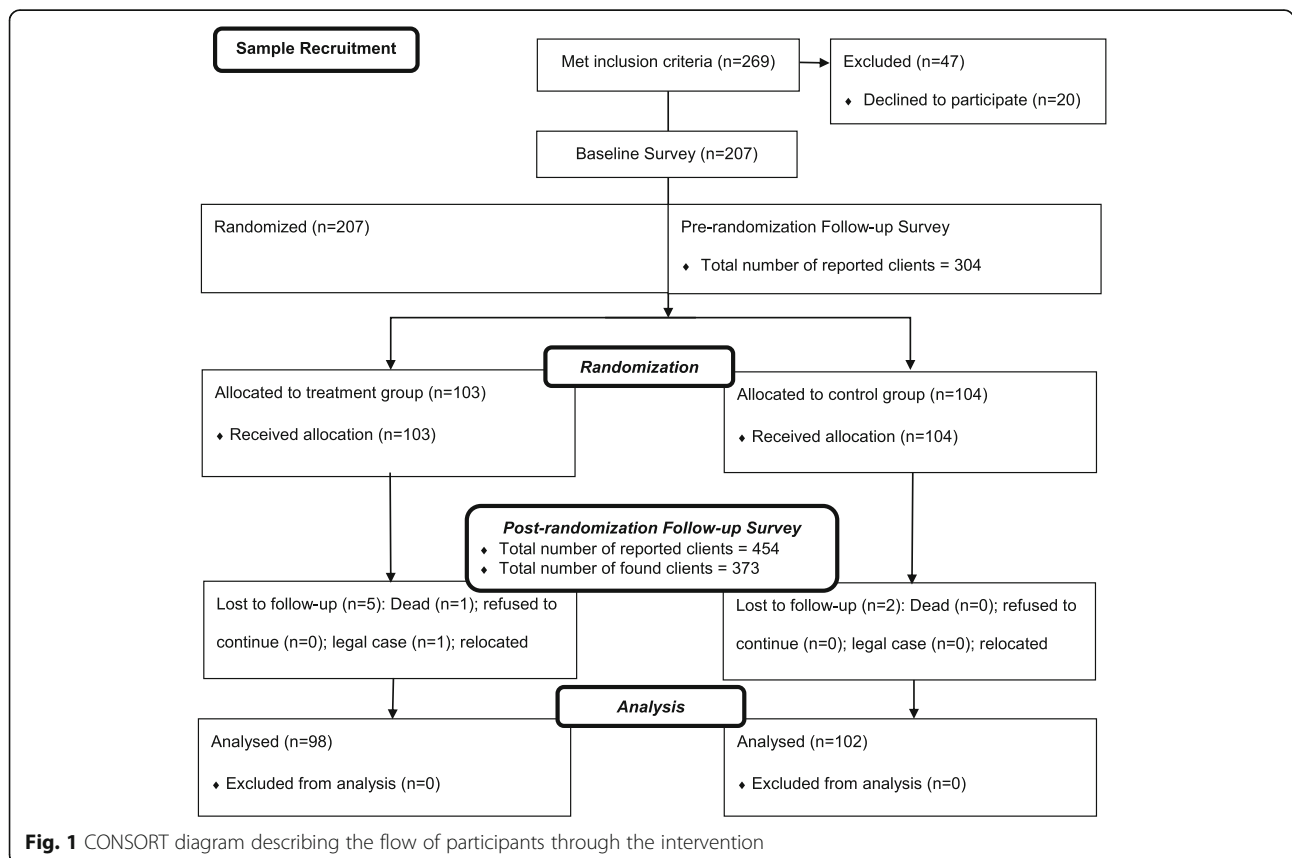 Sample Recruitment
Met inclusion criteria (n=269)
Excluded (n=47)
♦ Declined to participate (n=20)
Baseline Survey (n=207)
Randomized (n=207)
Pre-randomization Follow-up Survey
♦ Total number of reported clients = 304
Randomization
Allocated to treatment group (n=103)
♦ Received allocation (n=103)
Allocated to control group (n=104)
♦ Received allocation (n=104)
Post-randomization Follow-up Survey
♦ Total number of reported clients = 454
♦ Total number of found clients = 373
Lost to follow-up (n=5): Dead (n=1); refused to
continue (n=0); legal case (n=1); relocated
Lost to follow-up (n=2): Dead (n=0); refused to
continue (n=0); legal case (n=0); relocated
Analysis
Analysed (n=98)
♦ Excluded from analysis (n=0)
Analysed (n=102)
♦ Excluded from analysis (n=0)
Fig. 1 CONSORT diagram describing the flow of participants through the intervention